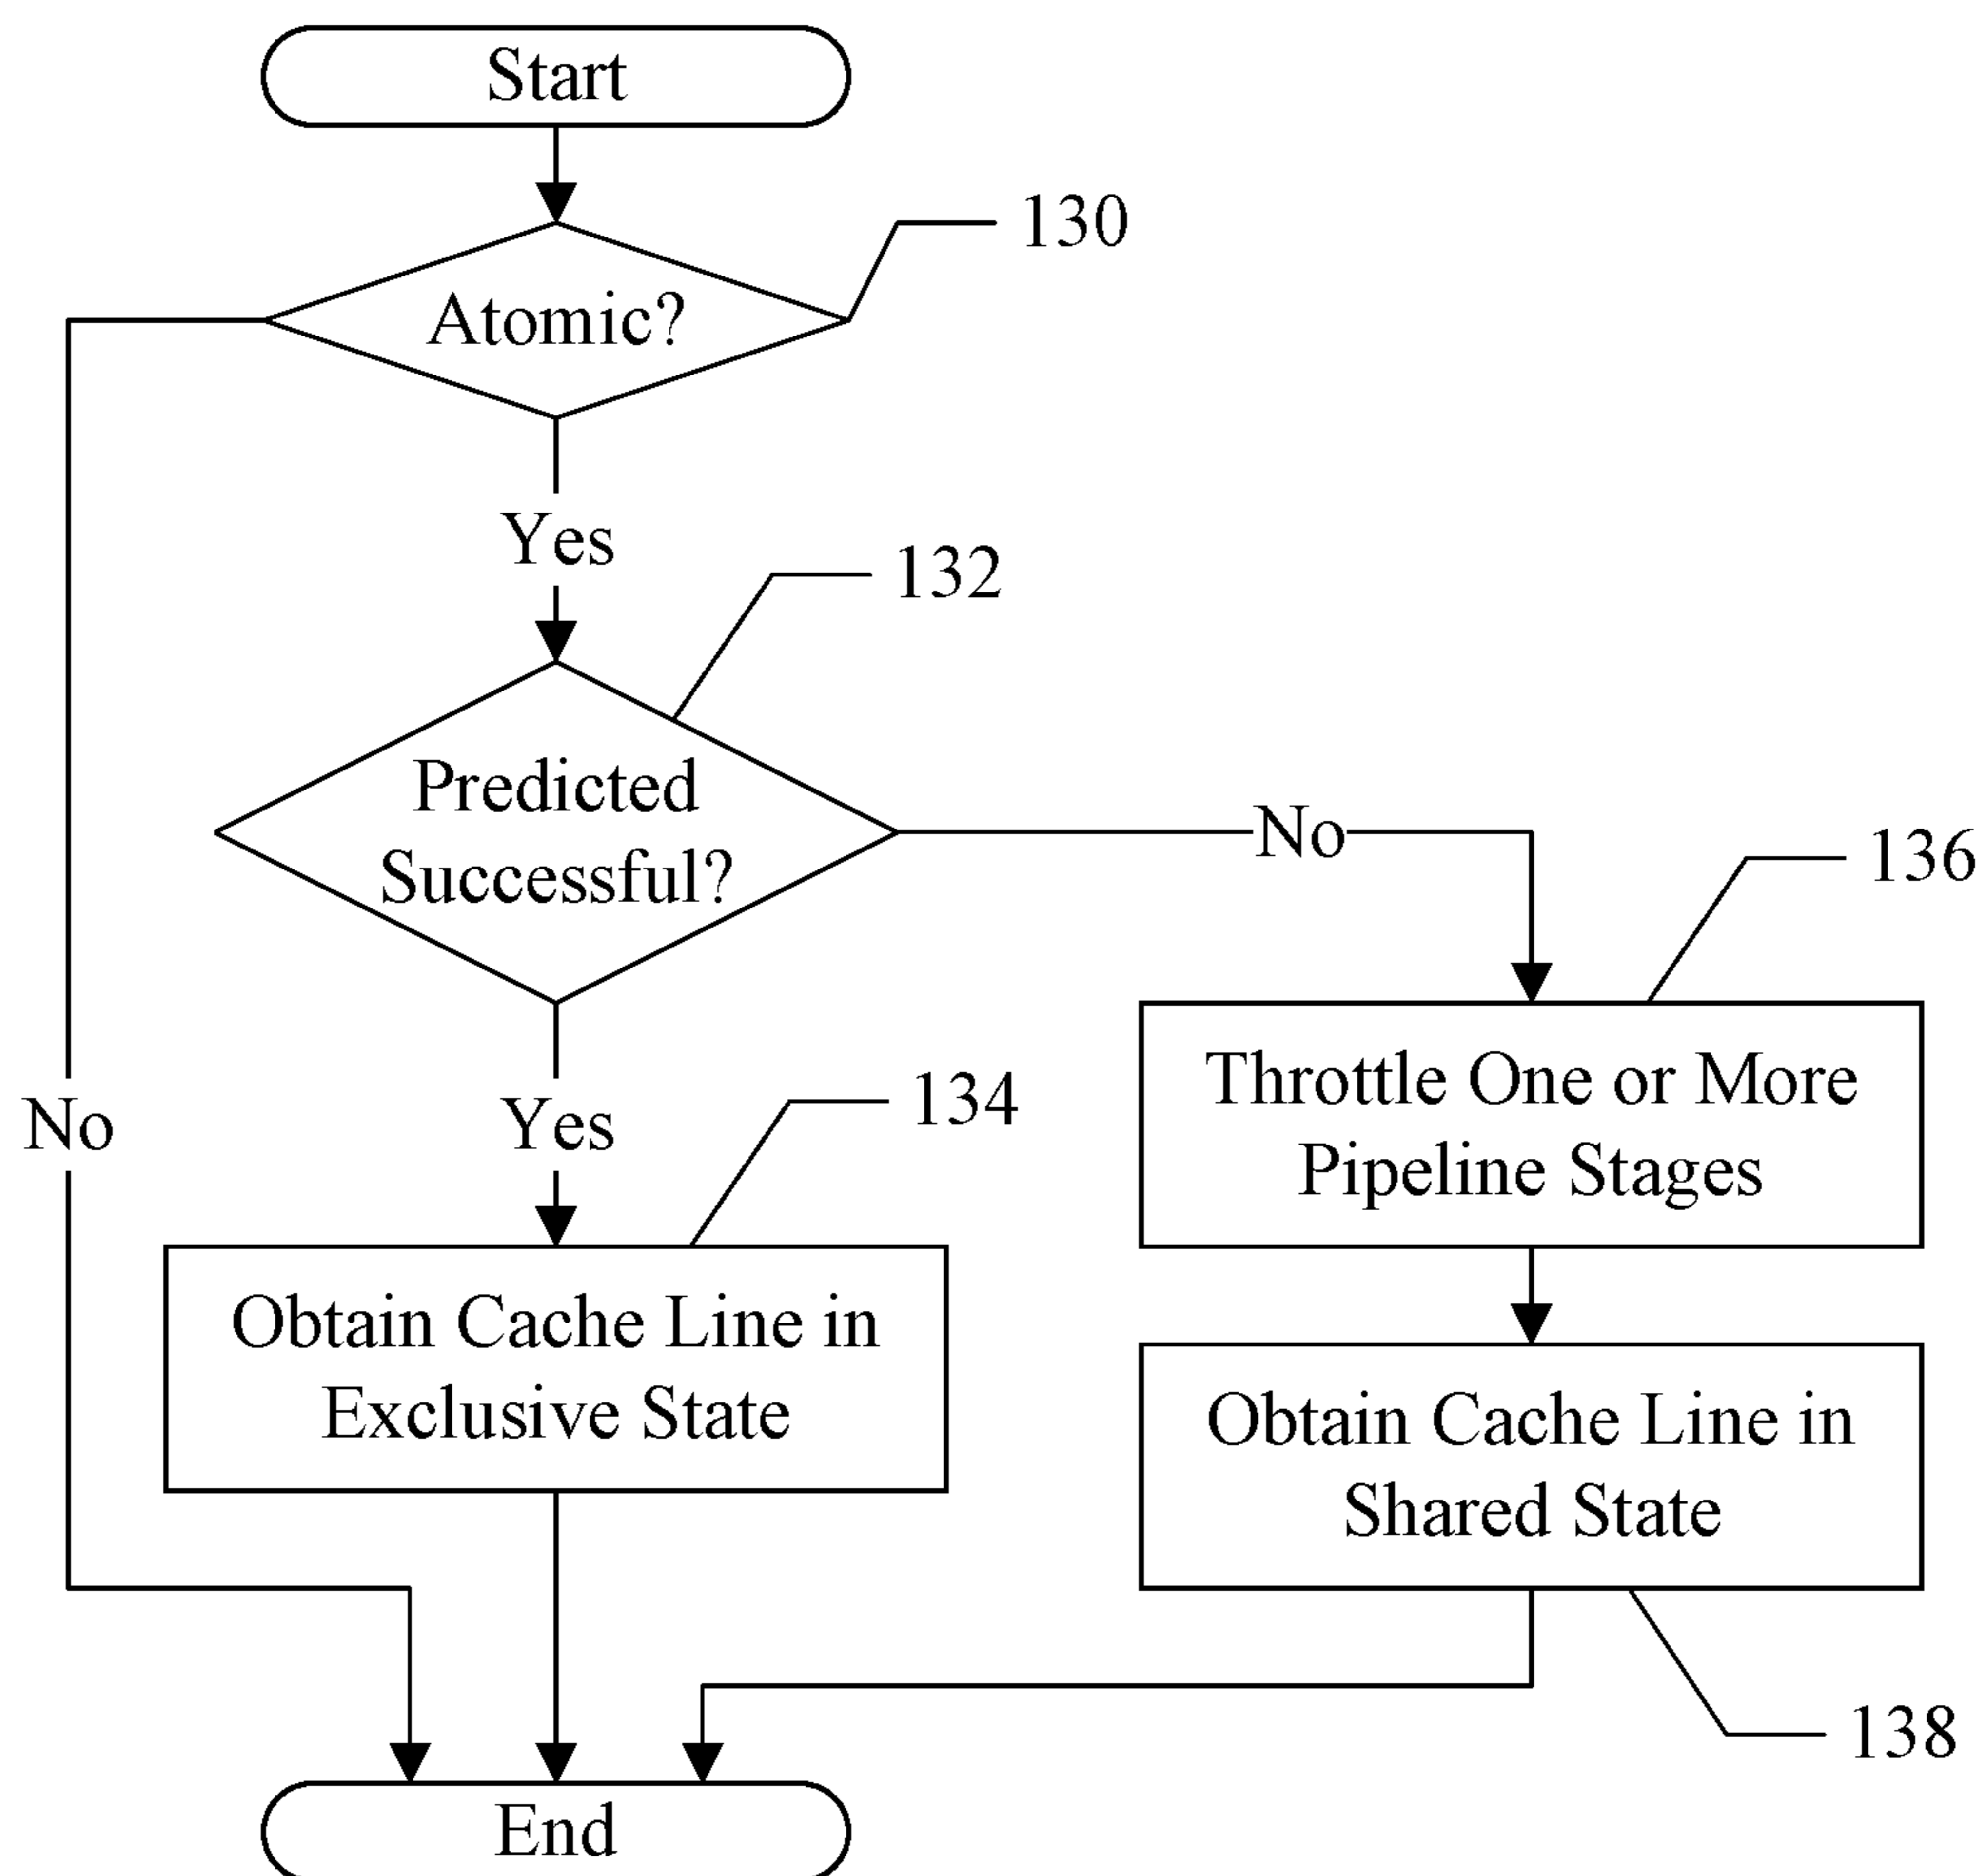 Start
130
Atomic?
Yes
132
Predicted
Successful?
No
136
Throttle One or More
Pipeline Stages
No
Yes
134
Obtain Cache Line in
Exclusive State
Obtain Cache Line in
Shared State
138
End